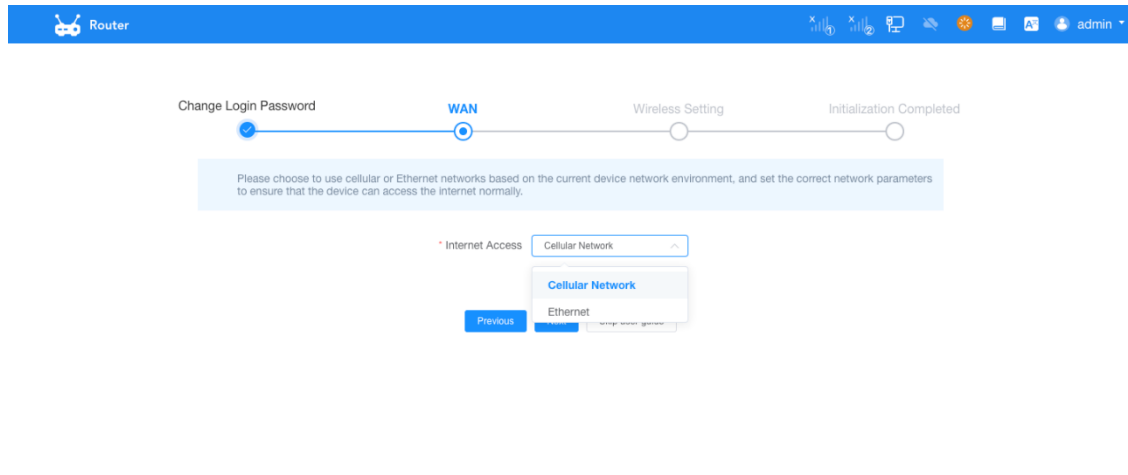 Router
admin
Change Login Password
WAN
Wireless Setting
Initialization Completed
Please choose to use cellular or Ethernet networks based on the current device network environment, and set the correct network parameters
to ensure that the device can access the internet normally.
* Internet Access
Cellular Network
Cellular Network
Ethernet
Previous